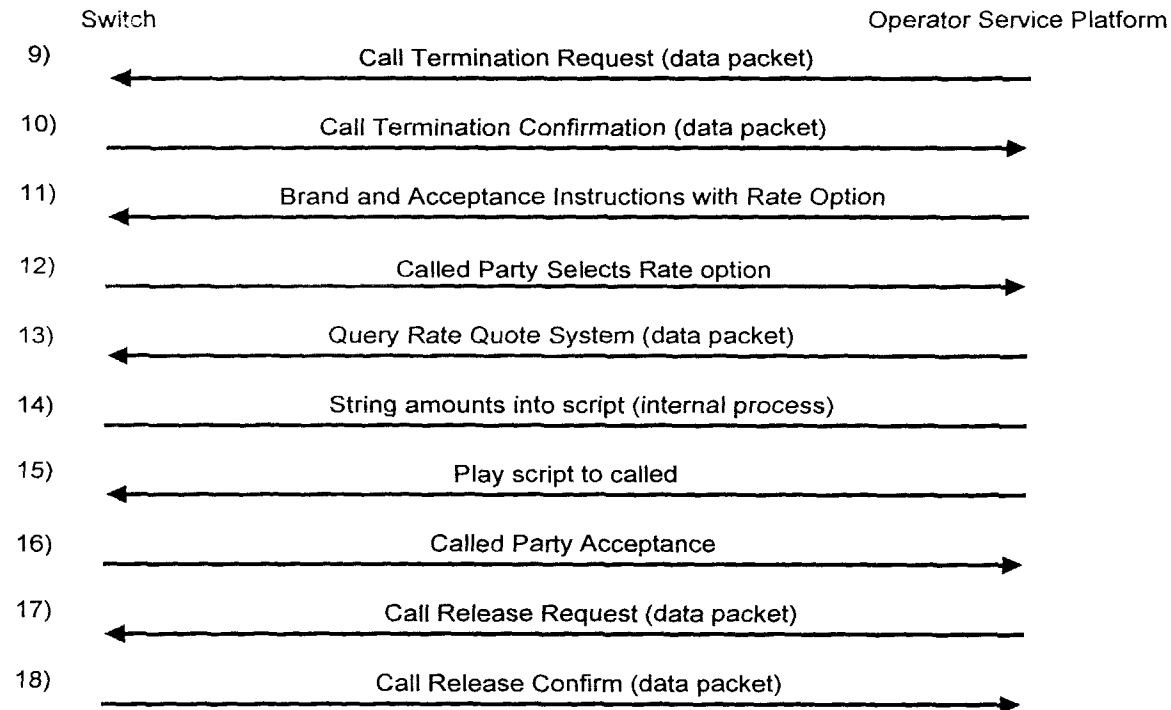 Switch Operator Service Platform
9) Call Termination Request (data packet)
10) Call Termination Confirmation (data packet)
11) Brand and Acceptance Instructions with Rate Option
12) Called Party Selects Rate option
13) Query Rate Quote System (data packet)
14) String amounts into script (internal process)
15) Play script to called
16) Called Party Acceptance
17) Call Release Request (data packet)
18) Call Release Confirm (data packet)